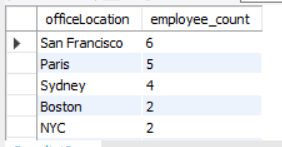 officeLocation employee_count
San Francisco 6
Paris 5
Sydney 4
Boston 2
NYC 2